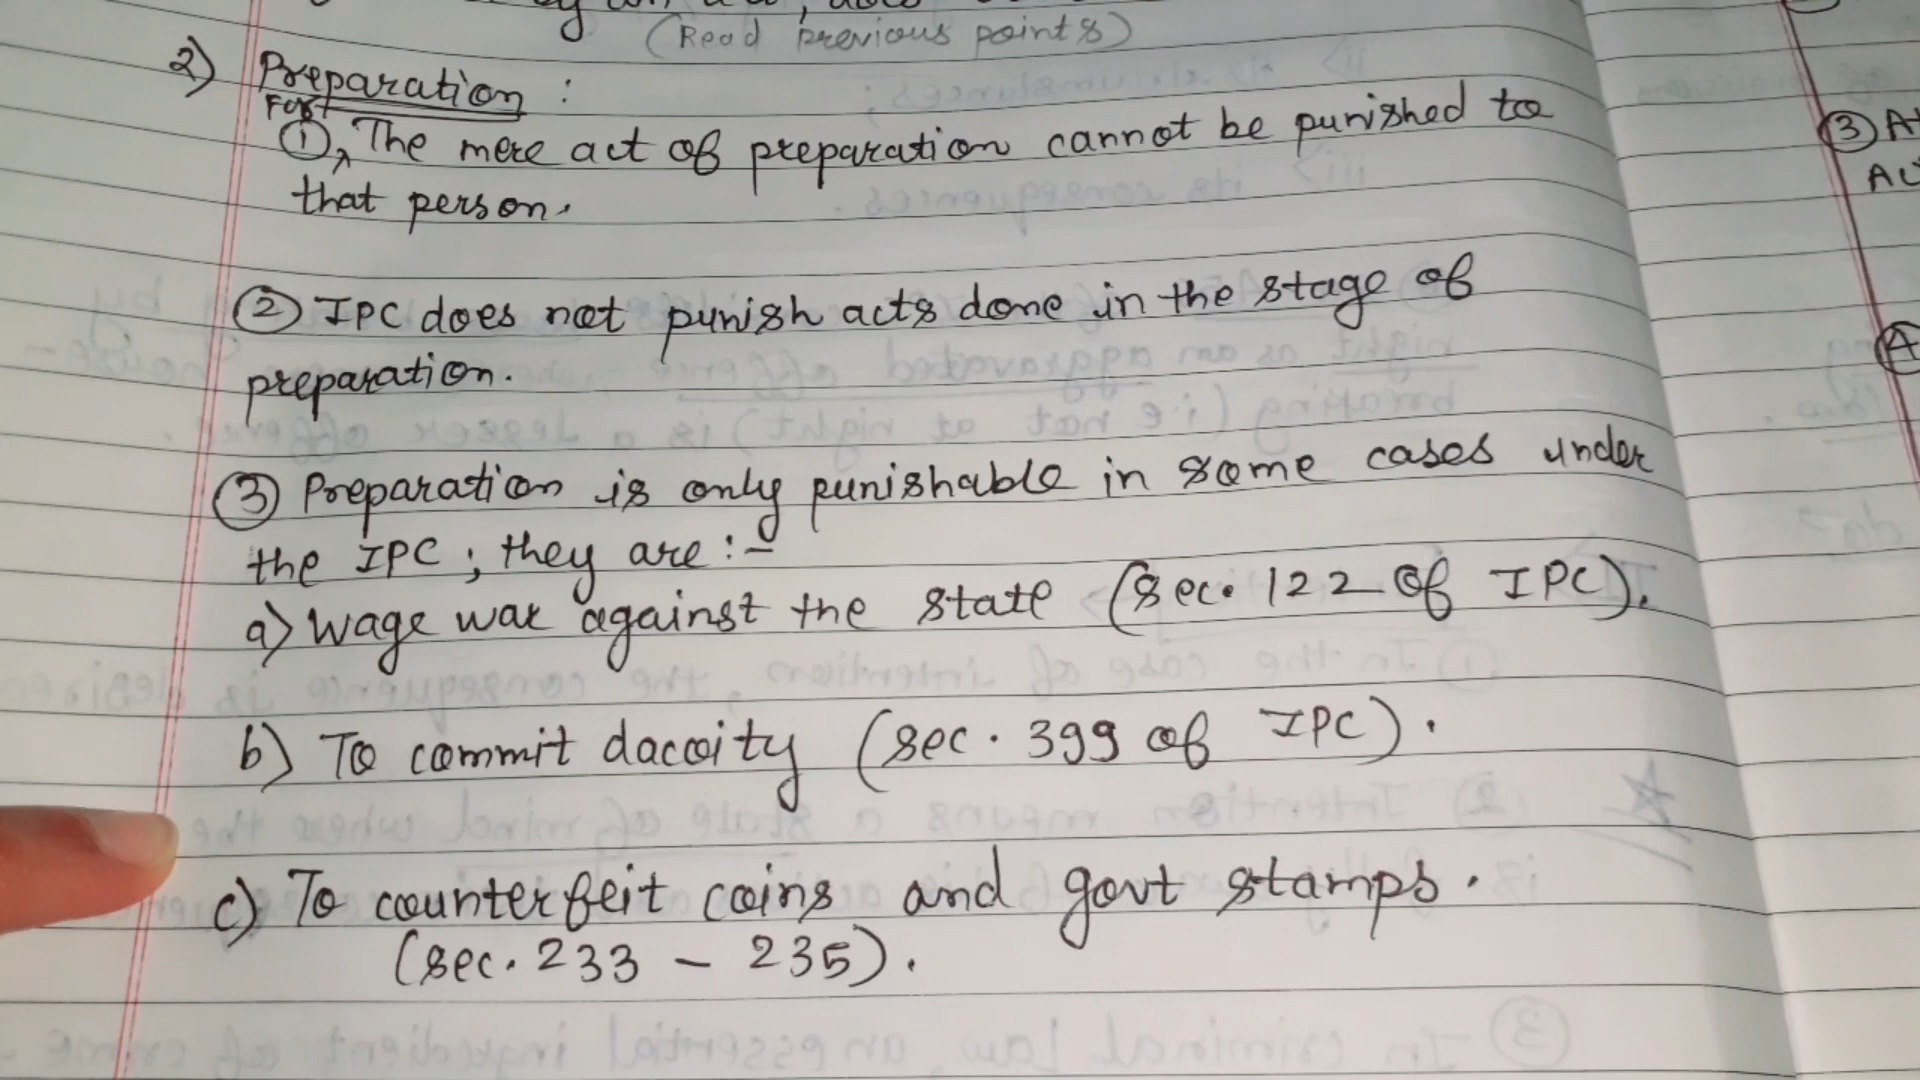 (Read previous points)
2) Preparation :
For
①, The mere act of preparation cannot be punished to
that person.
② IPC does not punish acts done in the stage of
preparation.
③ Preparation is only punishable in some cases under
the IPC ; they are :-
a) Wage war against the state (sec. 122 of IPC).
b) To commit dacoity (sec. 399 of IPC).
c) To counterfeit coins and govt stamps.
(sec. 233 - 235).
③ A